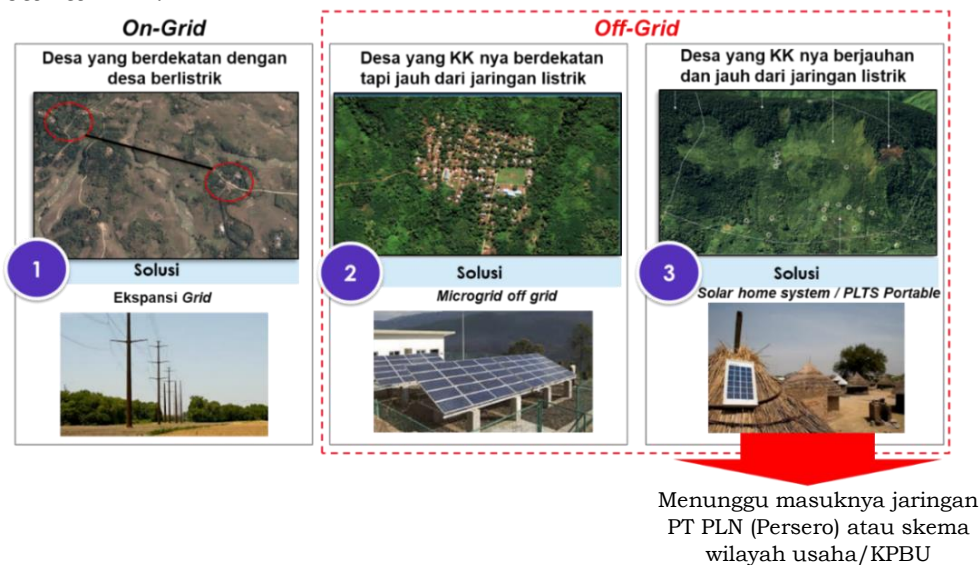 On-Grid
Off-Grid
Desa yang berdekatan dengan
desa berlistrik
1
Solusi
Ekspansi Grid
Desa yang KK nya berdekatan
tapi jauh dari jaringan listrik
2
Solusi
Microgrid off grid
Desa yang KK nya berjauhan
dan jauh dari jaringan listrik
3
Solusi
Solar home system / PLTS Portable
Menunggu masuknya jaringan
PT PLN (Persero) atau skema
wilayah usaha/KPBU